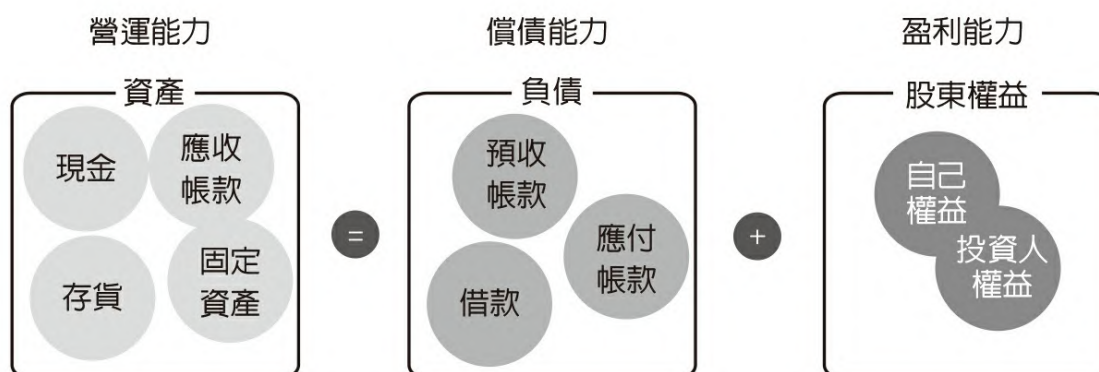 營運能力
償債能力
盈利能力
資產
現金
應收
帳款
存貨
固定
資產
=
負債
預收
帳款
應付
帳款
借款
+
股東權益
自己
權益
投資人
權益